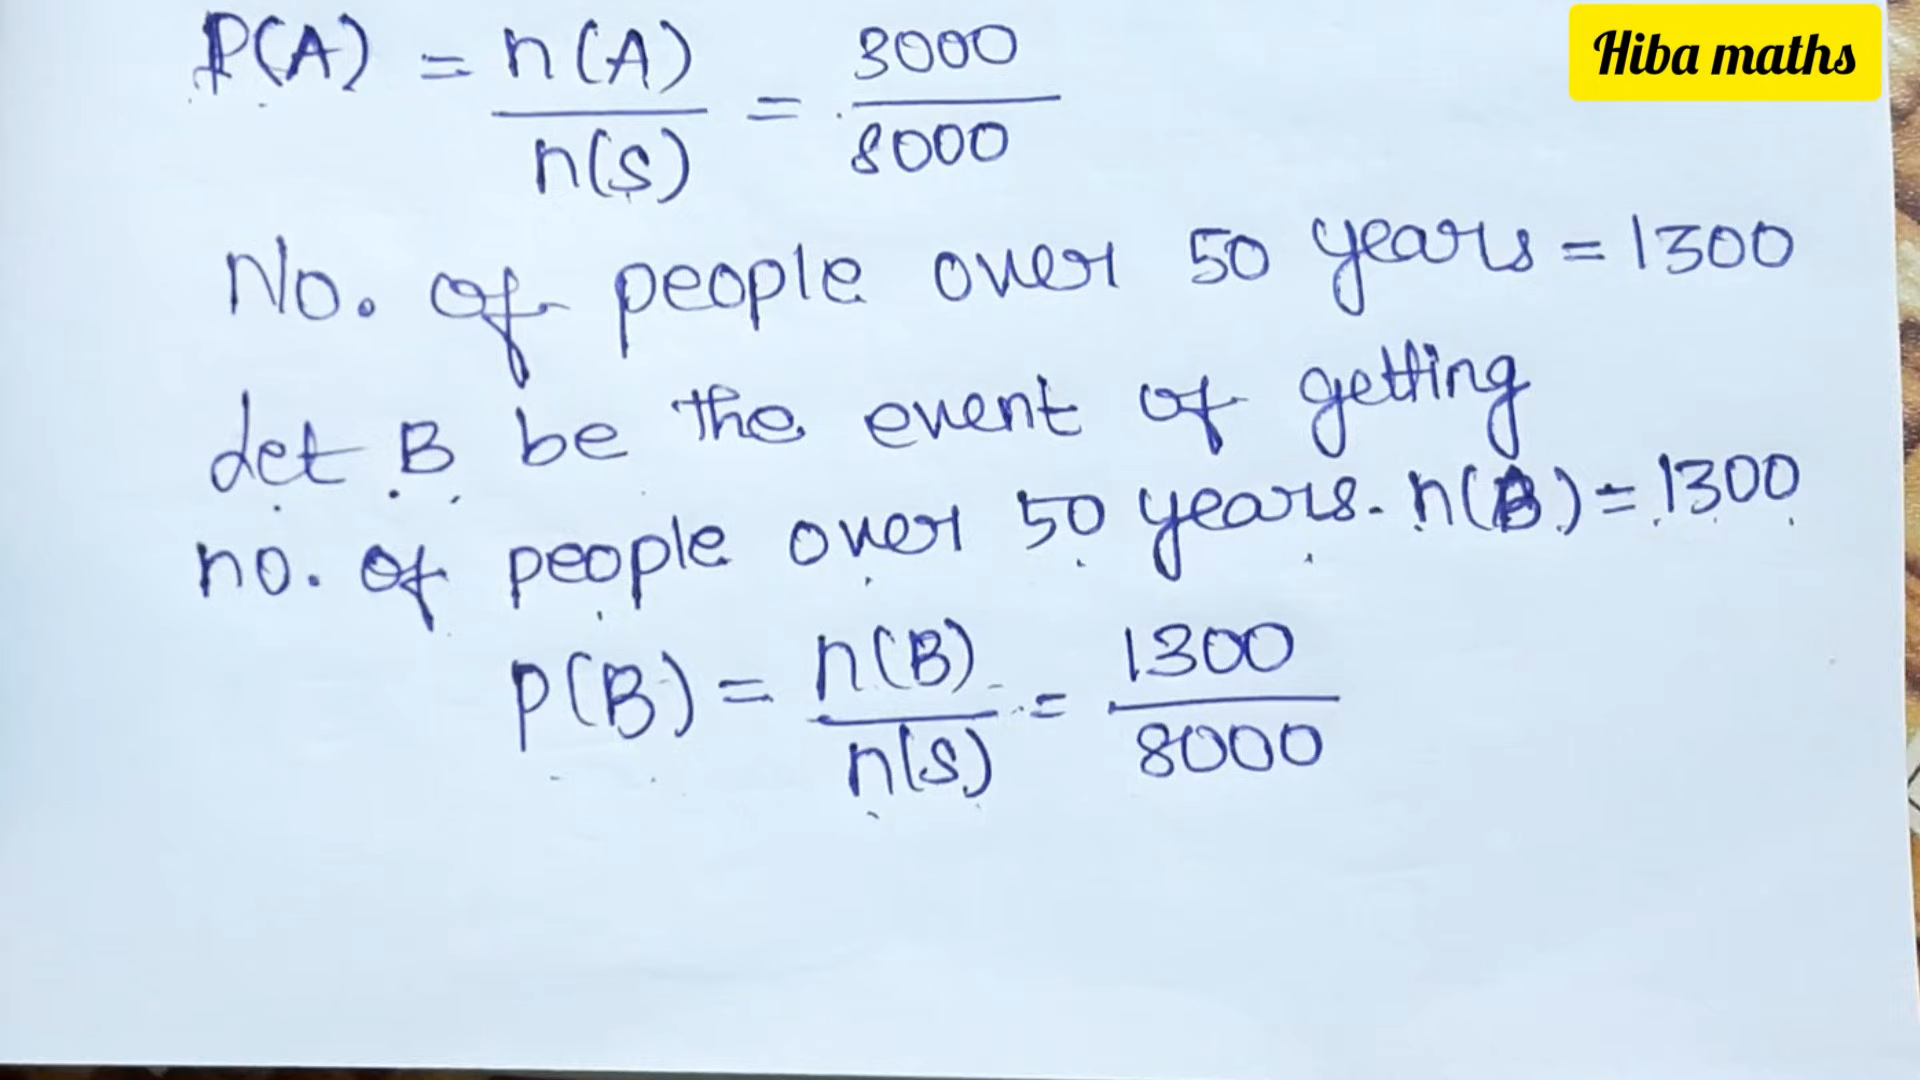 Hiba maths
P(A) = n(A) / n(S) = 3000 / 8000
No. of people over 50 years = 1300
Let B be the event of getting
no. of people over 50 years. n(B) = 1300
P(B) = n(B) / n(S) = 1300 / 8000